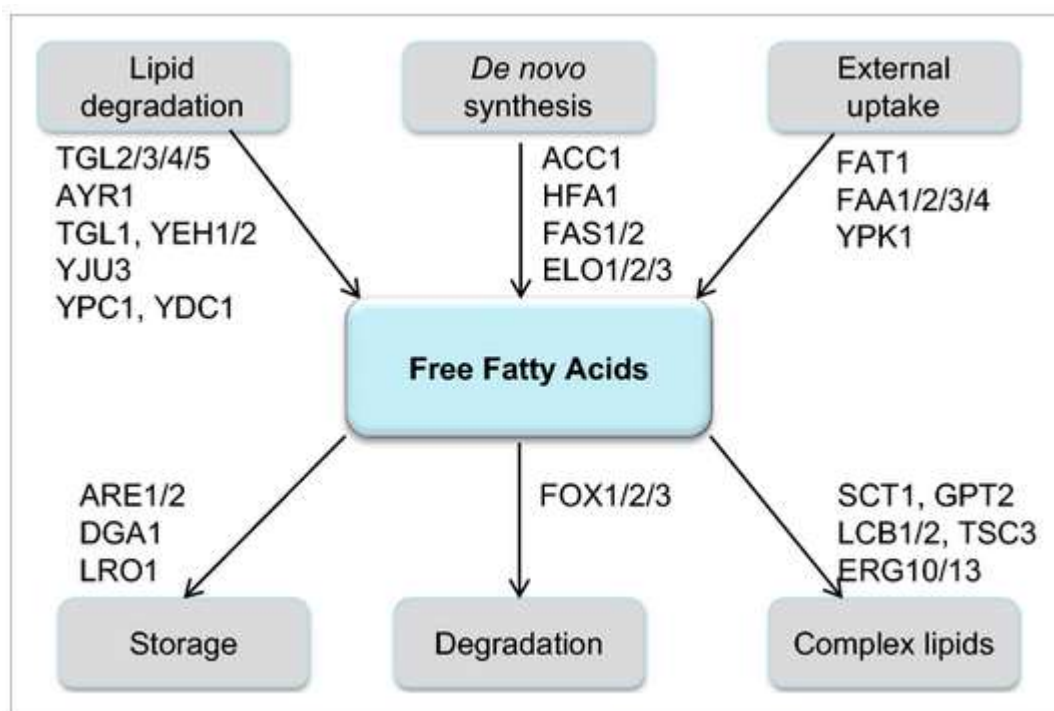 Lipid
degradation
De novo
synthesis
External
uptake
TGL2/3/4/5
AYR1
TGL1, YEH1/2
YJU3
YPC1, YDC1
ACC1
HFA1
FAS1/2
ELO1/2/3
FAT1
FAA1/2/3/4
YPK1
Free Fatty Acids
ARE1/2
DGA1
LRO1
FOX1/2/3
SCT1, GPT2
LCB1/2, TSC3
ERG10/13
Storage
Degradation
Complex lipids